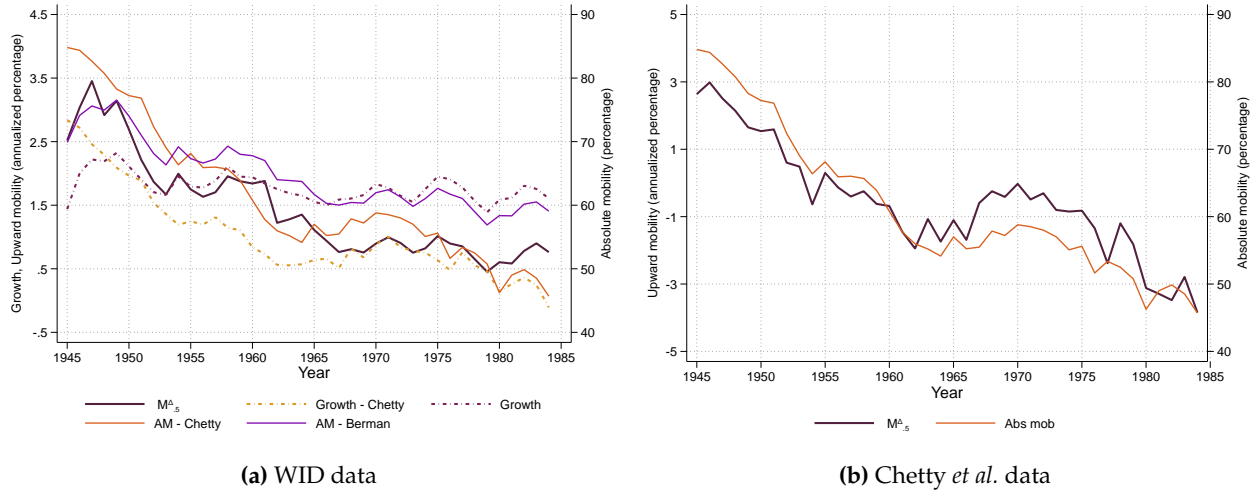 4.5
3.5
2.5
1.5
.5
-.5
Growth, Upward mobility (annualized percentage)
90
80
70
60
50
40
Absolute mobility (percentage)
1945 1950 1955 1960 1965 1970 1975 1980 1985
Year
M^Δ_.5 Growth - Chetty Growth
AM - Chetty AM - Berman
(a) WID data
5
3
1
-1
-3
-5
Upward mobility (annualized percentage)
90
80
70
60
50
40
Absolute mobility (percentage)
1945 1950 1955 1960 1965 1970 1975 1980 1985
Year
M^Δ_.5 Abs mob
(b) Chetty et al. data